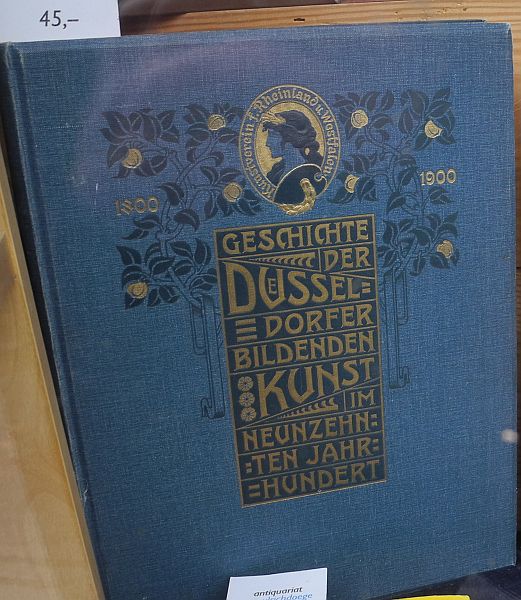 45,–
Kunstverein f. Rheinland u. Westfalen
1800
1900
GESCHICHTE
DER
DUESSEL=
DORFER
BILDENDEN
KUNST
IM
NEUNZEHN=
TEN JAHR=
HUNDERT
antiquariat